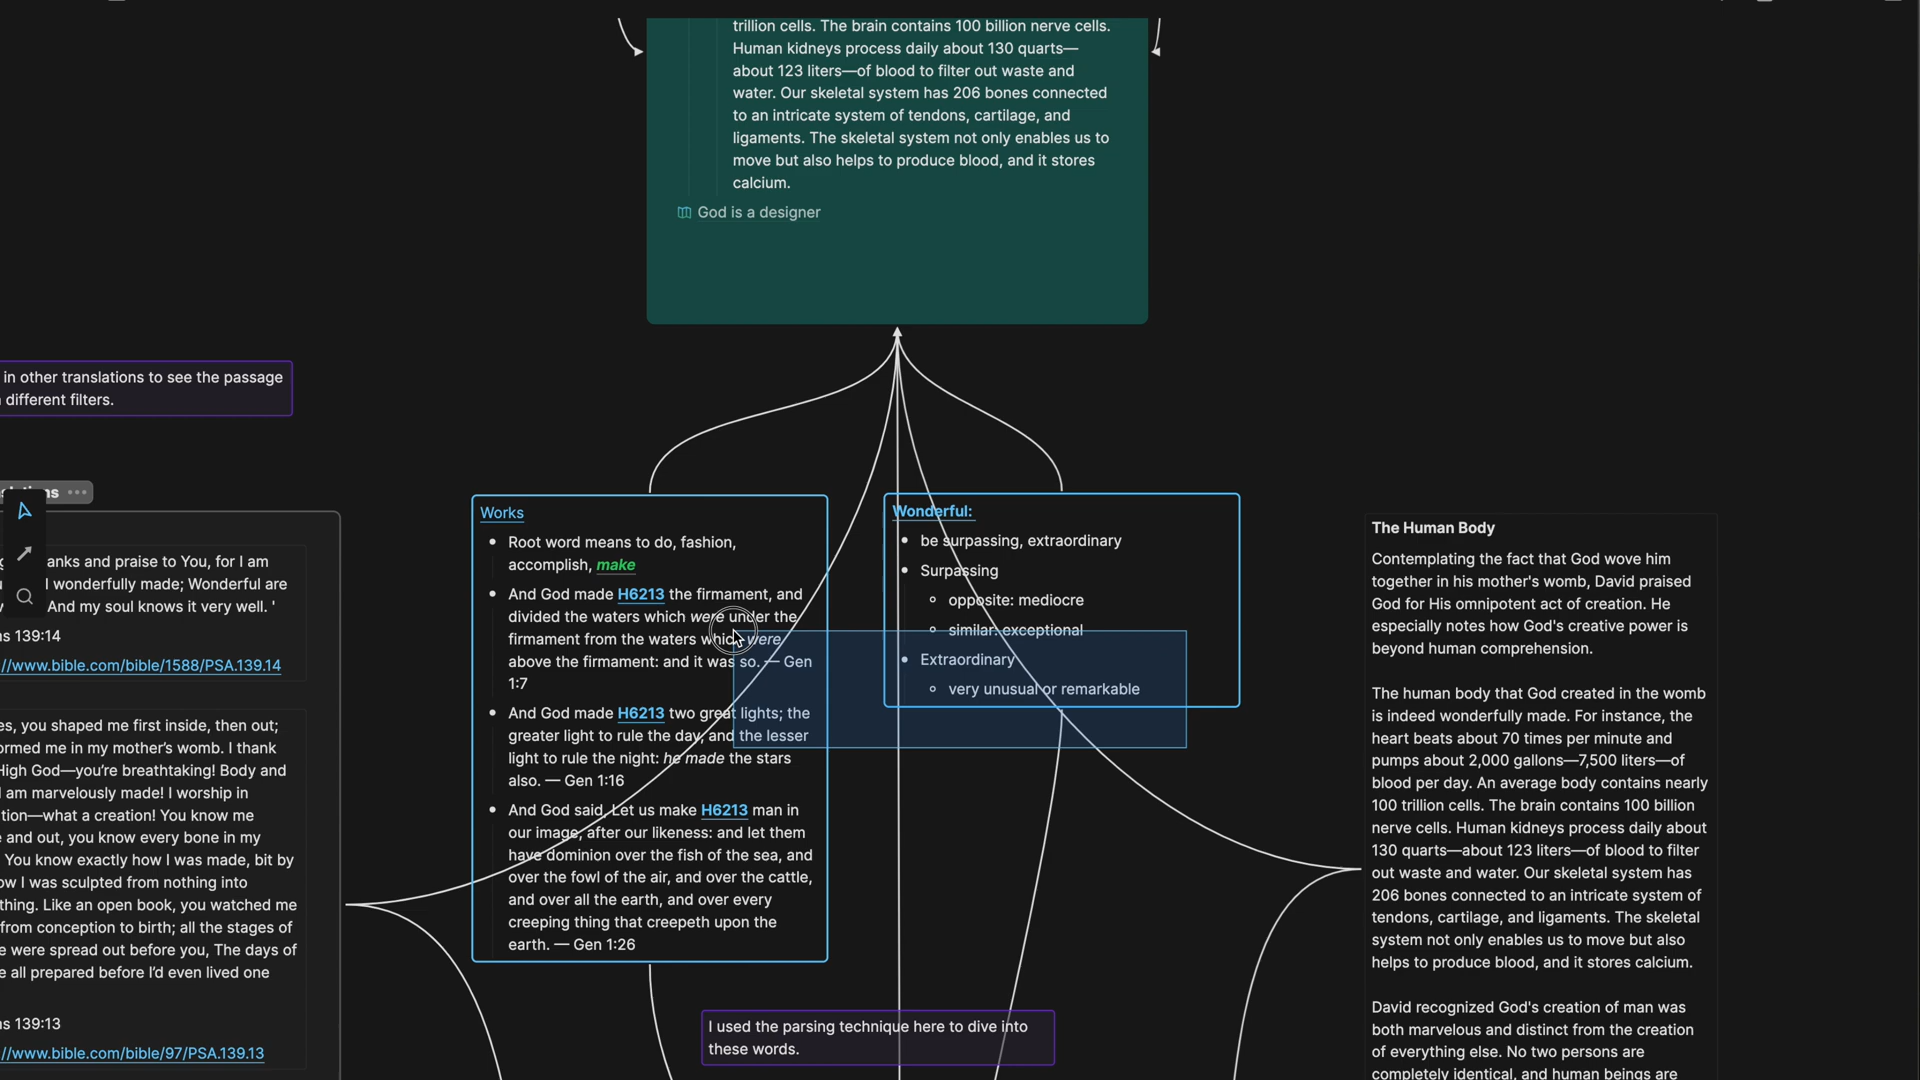 trillion cells. The brain contains 100 billion nerve cells.
Human kidneys process daily about 130 quarts—
about 123 liters—of blood to filter out waste and
water. Our skeletal system has 206 bones connected
to an intricate system of tendons, cartilage, and
ligaments. The skeletal system not only enables us to
move but also helps to produce blood, and it stores
calcium.
God is a designer
in other translations to see the passage
different filters.
anks and praise to You, for I am
wonderfully made; Wonderful are
And my soul knows it very well. '
ns 139:14
//www.bible.com/bible/1588/PSA.139.14
es, you shaped me first inside, then out;
ormed me in my mother's womb. I thank
High God—you're breathtaking! Body and
I am marvelously made! I worship in
tion—what a creation! You know me
e and out, you know every bone in my
You know exactly how I was made, bit by
ow I was sculpted from nothing into
thing. Like an open book, you watched me
from conception to birth; all the stages of
e were spread out before you, The days of
e all prepared before I'd even lived one
ns 139:13
//www.bible.com/bible/97/PSA.139.13
Works
Root word means to do, fashion,
accomplish, make
And God made H6213 the firmament, and
divided the waters which were under the
firmament from the waters which were
above the firmament: and it was so. — Gen
1:7
And God made H6213 two great lights; the
greater light to rule the day, and the lesser
light to rule the night: he made the stars
also. — Gen 1:16
And God said, Let us make H6213 man in
our image, after our likeness: and let them
have dominion over the fish of the sea, and
over the fowl of the air, and over the cattle,
and over all the earth, and over every
creeping thing that creepeth upon the
earth. — Gen 1:26
Wonderful:
be surpassing, extraordinary
Surpassing
opposite: mediocre
similar: exceptional
Extraordinary
very unusual or remarkable
I used the parsing technique here to dive into
these words.
The Human Body
Contemplating the fact that God wove him
together in his mother's womb, David praised
God for His omnipotent act of creation. He
especially notes how God's creative power is
beyond human comprehension.
The human body that God created in the womb
is indeed wonderfully made. For instance, the
heart beats about 70 times per minute and
pumps about 2,000 gallons—7,500 liters—of
blood per day. An average body contains nearly
100 trillion cells. The brain contains 100 billion
nerve cells. Human kidneys process daily about
130 quarts—about 123 liters—of blood to filter
out waste and water. Our skeletal system has
206 bones connected to an intricate system of
tendons, cartilage, and ligaments. The skeletal
system not only enables us to move but also
helps to produce blood, and it stores calcium.
David recognized God's creation of man was
both marvelous and distinct from the creation
of everything else. No two persons are
completely identical, and human beings are